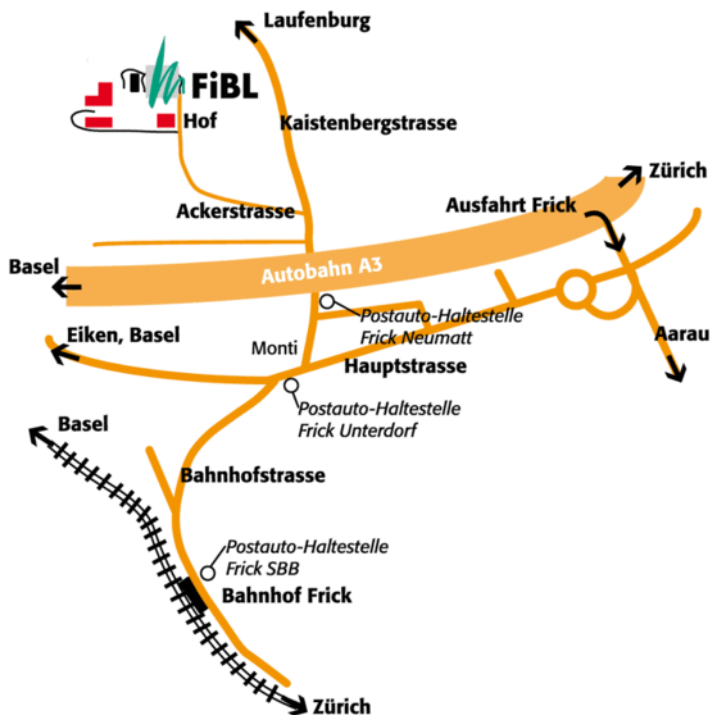 Laufenburg
FiBL
Hof
Kaistenbergstrasse
Zürich
Ackerstrasse
Ausfahrt Frick
Basel
Autobahn A3
Postauto-Haltestelle
Frick Neumatt
Eiken, Basel
Monti
Aarau
Hauptstrasse
Postauto-Haltestelle
Frick Unterdorf
Basel
Bahnhofstrasse
Postauto-Haltestelle
Frick SBB
Bahnhof Frick
Zürich